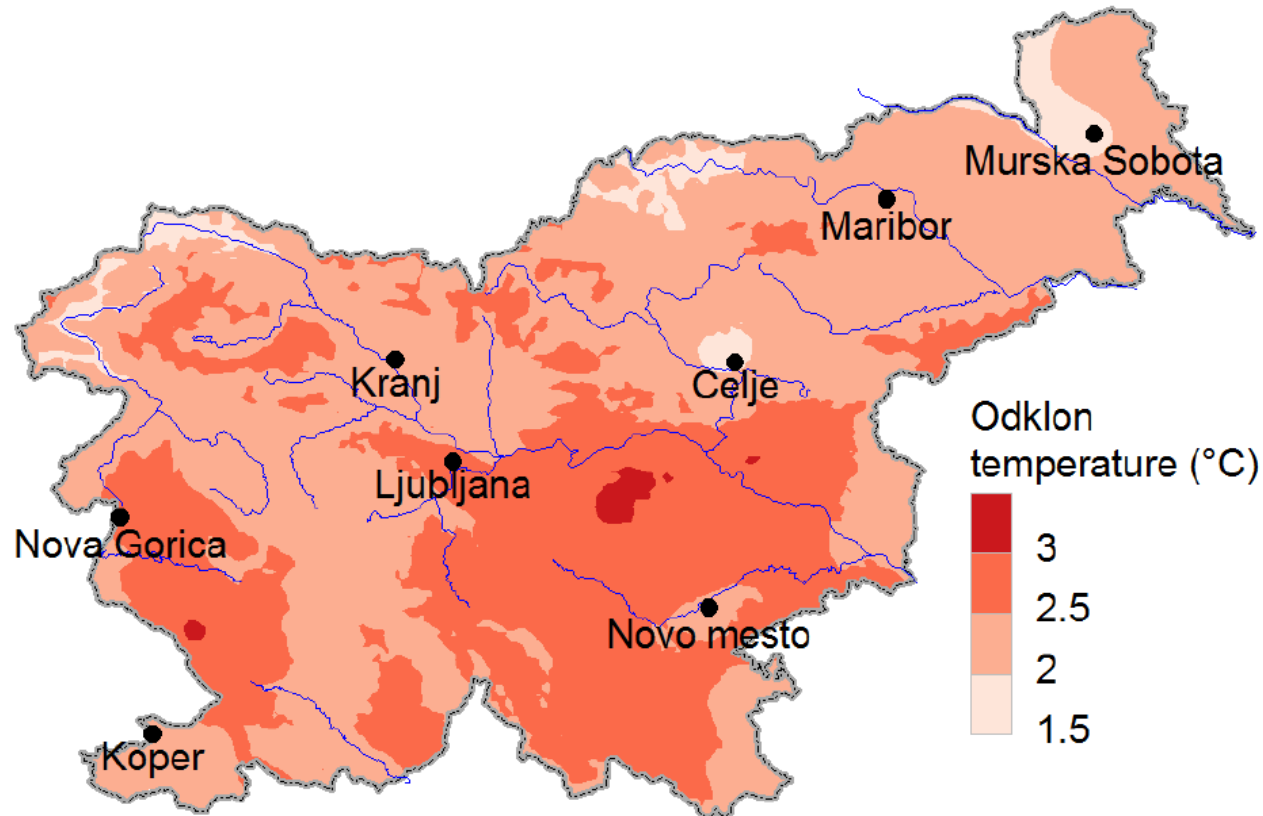 Murska Sobota
Maribor
Kranj
Celje
Ljubljana
Nova Gorica
Novo mesto
Koper
Odklon
temperature (°C)
3
2.5
2
1.5